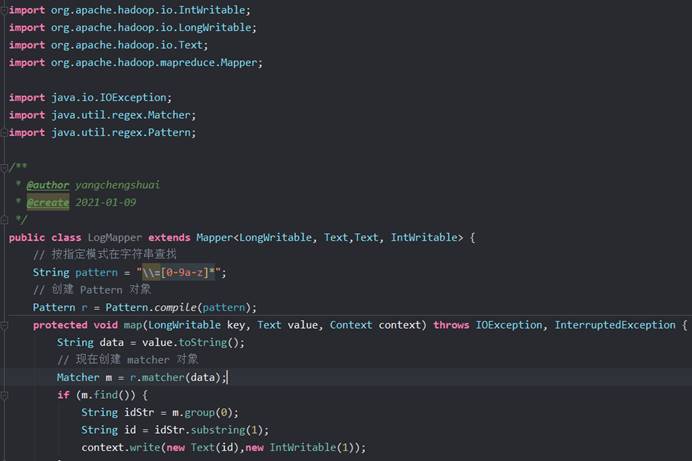 import org.apache.hadoop.io.IntWritable;
import org.apache.hadoop.io.LongWritable;
import org.apache.hadoop.io.Text;
import org.apache.hadoop.mapreduce.Mapper;
import java.io.IOException;
import java.util.regex.Matcher;
import java.util.regex.Pattern;
/**
* @author yangchengshuai
* @create 2021-01-09
*/
public class LogMapper extends Mapper<LongWritable, Text,Text, IntWritable> {
// 按指定模式在字符串查找
String pattern = "\\=[0-9a-z]*";
// 创建 Pattern 对象
Pattern r = Pattern.compile(pattern);
protected void map(LongWritable key, Text value, Context context) throws IOException, InterruptedException {
String data = value.toString();
// 现在创建 matcher 对象
Matcher m = r.matcher(data);
if (m.find()) {
String idStr = m.group(0);
String id = idStr.substring(1);
context.write(new Text(id),new IntWritable(1));